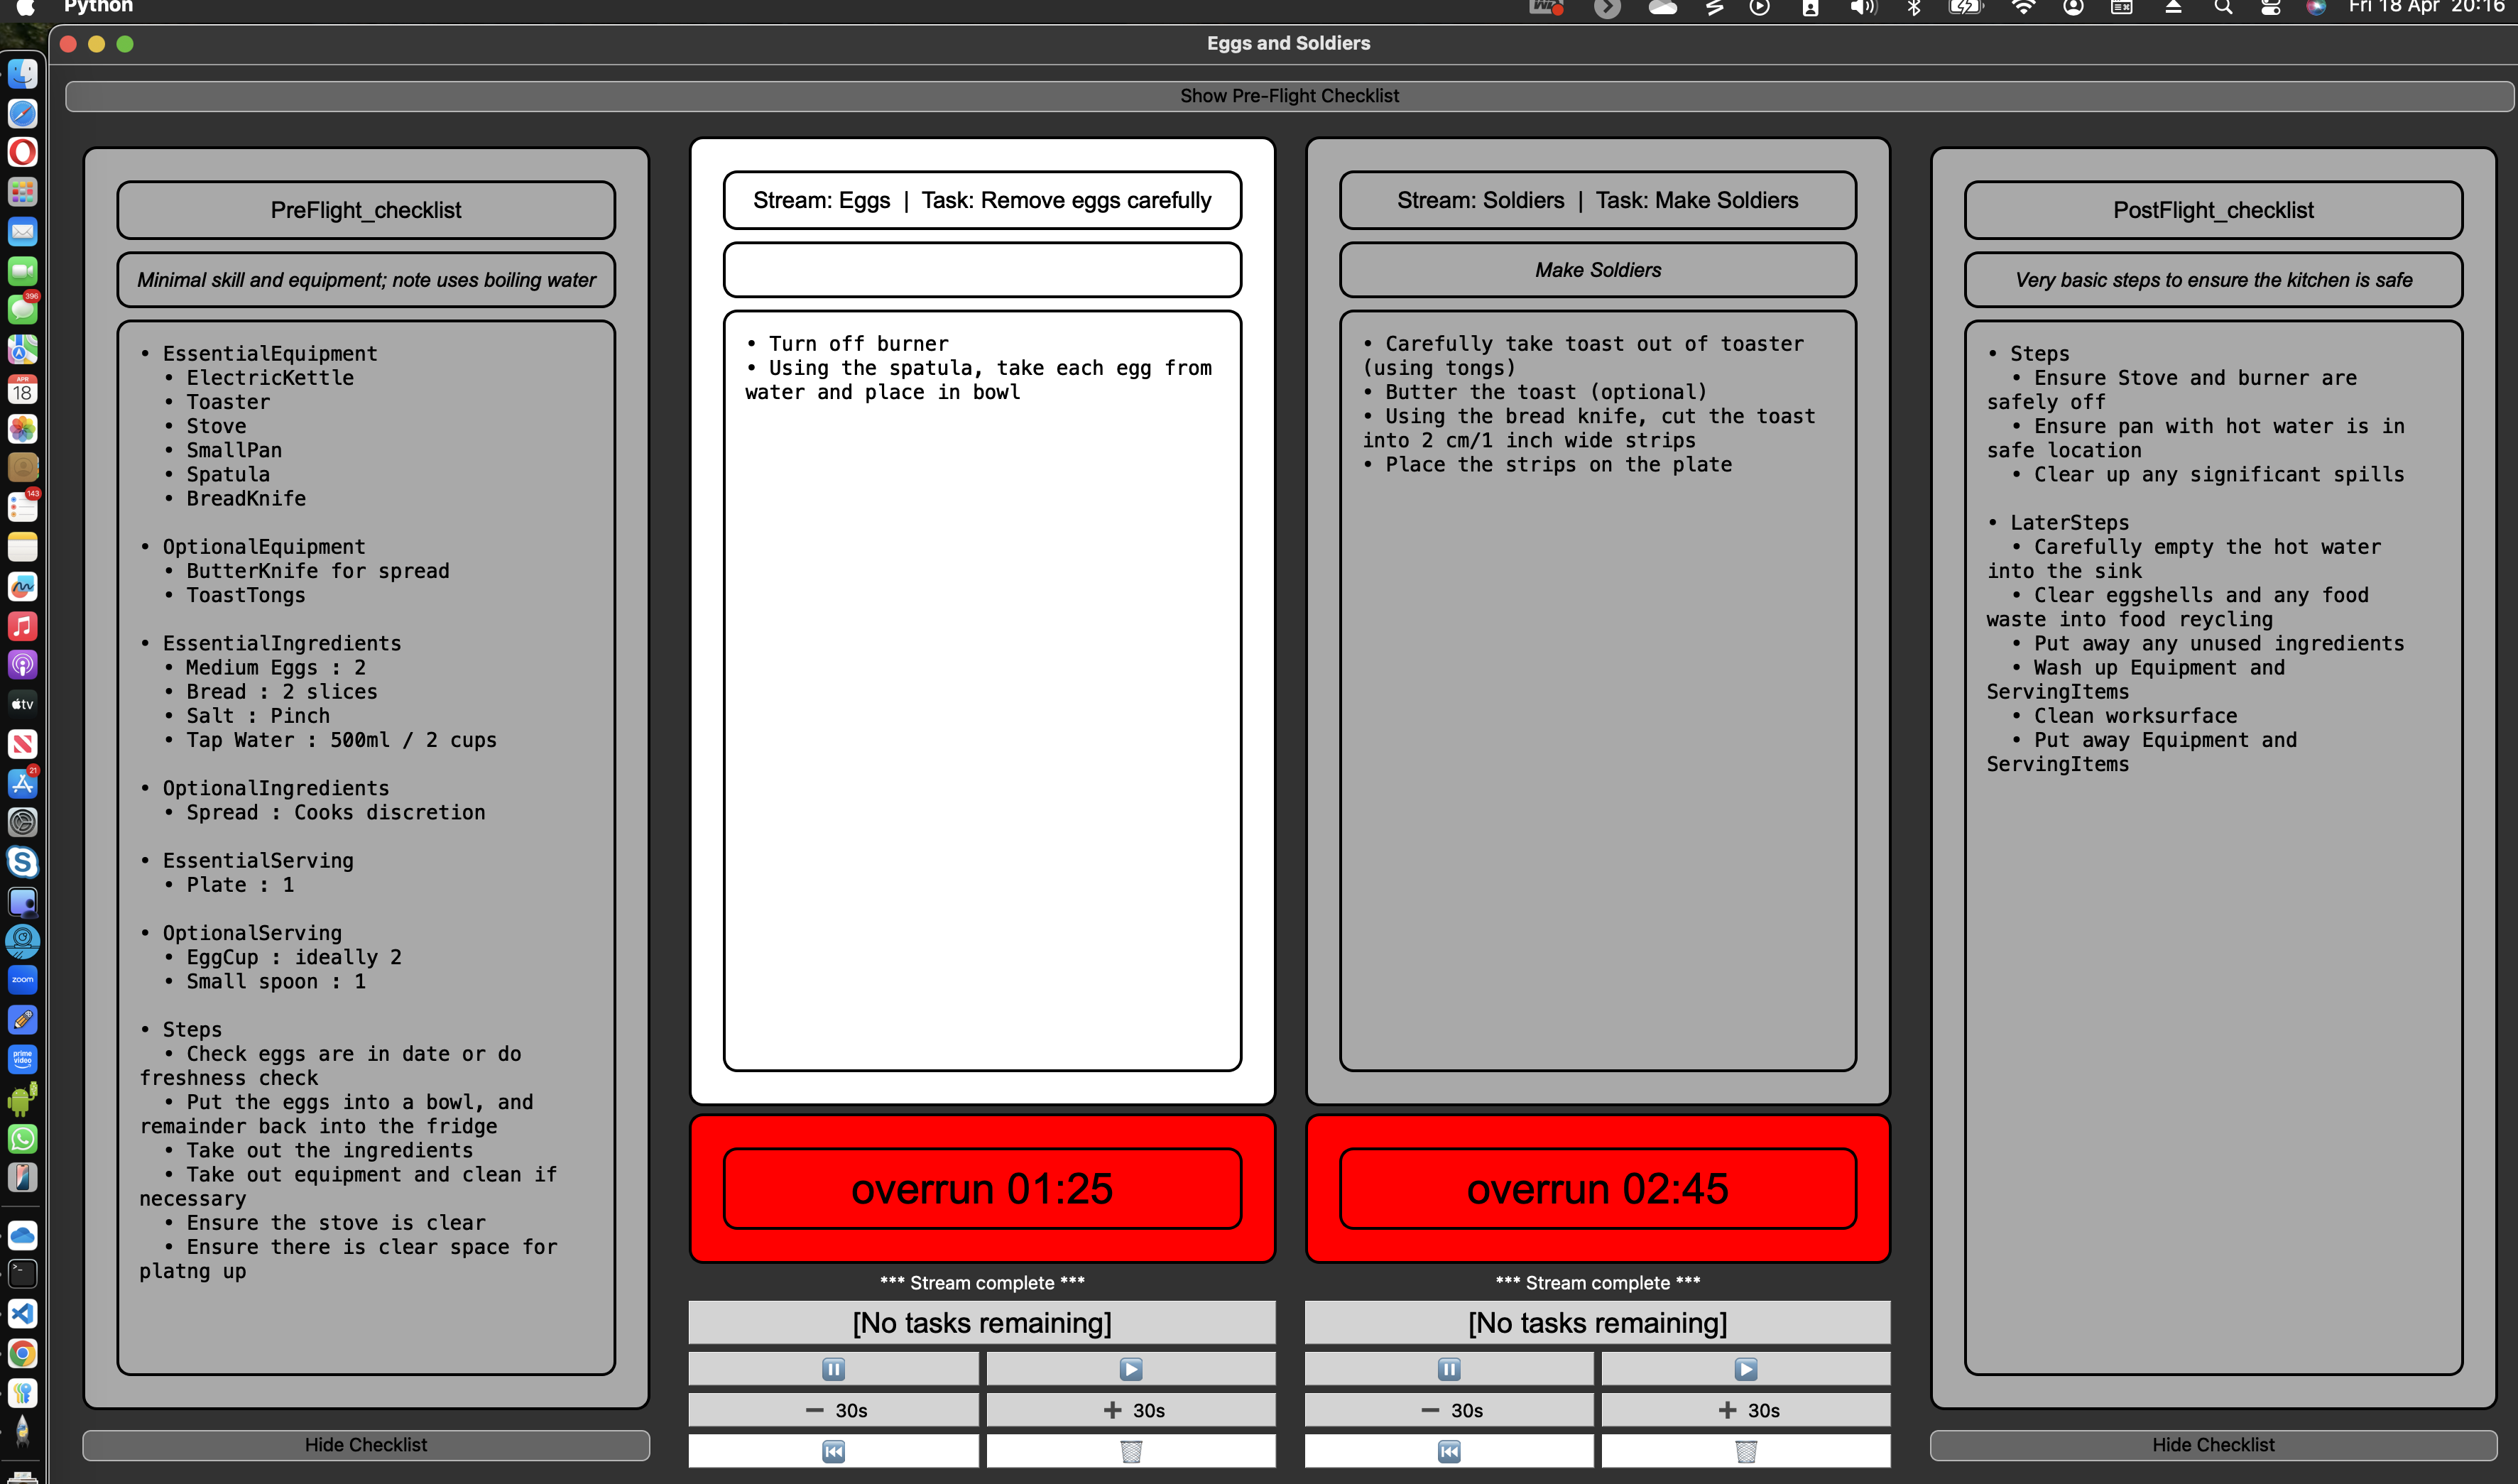 Python
Fri 18 Apr 20:16
Eggs and Soldiers
Show Pre-Flight Checklist
PreFlight_checklist
Minimal skill and equipment; note uses boiling water
• EssentialEquipment
• ElectricKettle
• Toaster
• Stove
• SmallPan
• Spatula
• BreadKnife
• OptionalEquipment
• ButterKnife for spread
• ToastTongs
• EssentialIngredients
• Medium Eggs : 2
• Bread : 2 slices
• Salt : Pinch
• Tap Water : 500ml / 2 cups
• OptionalIngredients
• Spread : Cooks discretion
• EssentialServing
• Plate : 1
• OptionalServing
• EggCup : ideally 2
• Small spoon : 1
• Steps
• Check eggs are in date or do
freshness check
• Put the eggs into a bowl, and
remainder back into the fridge
• Take out the ingredients
• Take out equipment and clean if
necessary
• Ensure the stove is clear
• Ensure there is clear space for
platng up
Hide Checklist
Stream: Eggs | Task: Remove eggs carefully
• Turn off burner
• Using the spatula, take each egg from
water and place in bowl
overrun 01:25
*** Stream complete ***
[No tasks remaining]
30s
30s
Stream: Soldiers | Task: Make Soldiers
Make Soldiers
• Carefully take toast out of toaster
(using tongs)
• Butter the toast (optional)
• Using the bread knife, cut the toast
into 2 cm/1 inch wide strips
• Place the strips on the plate
overrun 02:45
*** Stream complete ***
[No tasks remaining]
30s
30s
PostFlight_checklist
Very basic steps to ensure the kitchen is safe
• Steps
• Ensure Stove and burner are
safely off
• Ensure pan with hot water is in
safe location
• Clear up any significant spills
• LaterSteps
• Carefully empty the hot water
into the sink
• Clear eggshells and any food
waste into food reycling
• Put away any unused ingredients
• Wash up Equipment and
ServingItems
• Clean worksurface
• Put away Equipment and
ServingItems
Hide Checklist
396
APR
18
143
tv
21
zoom
prime
video